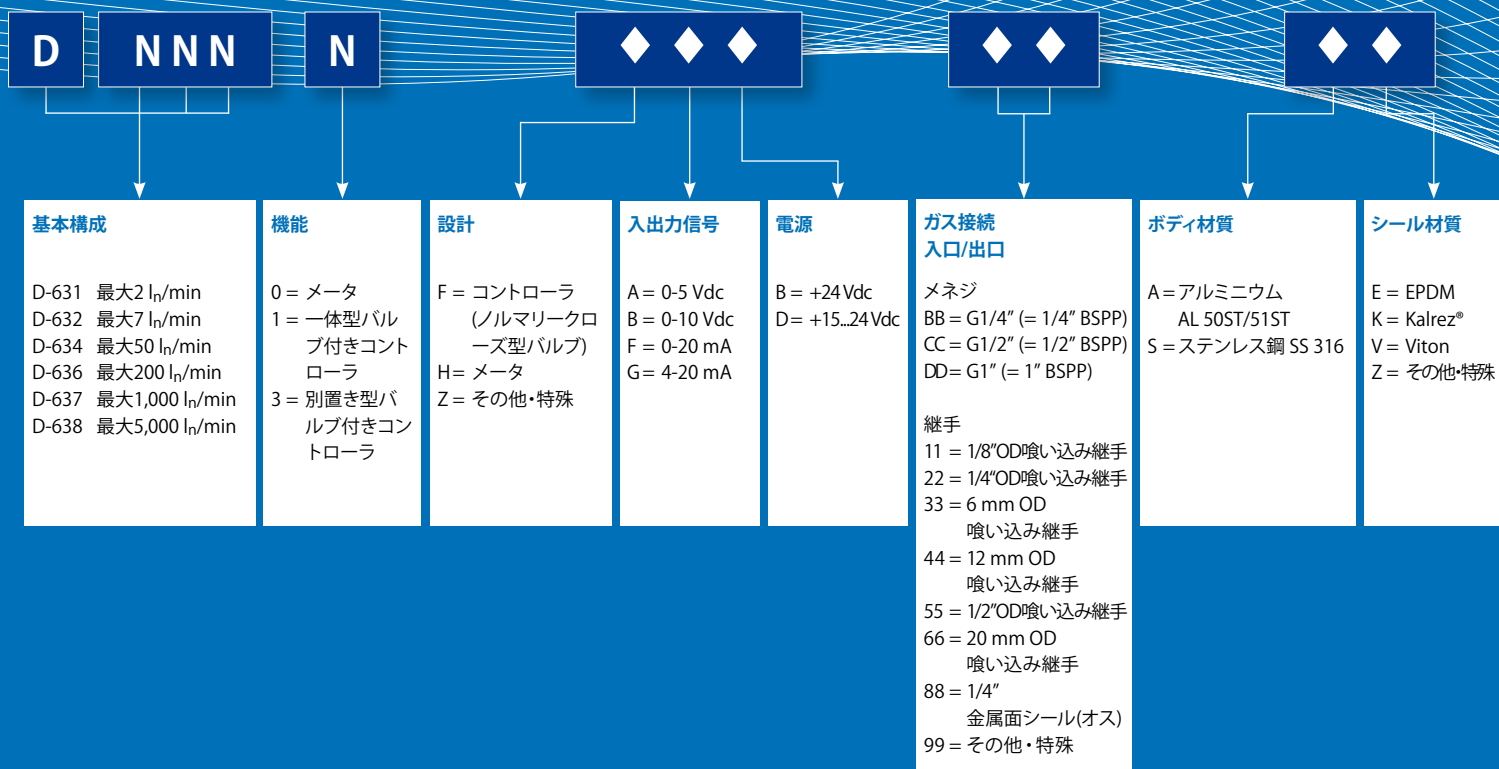 D NNN N ♦♦♦ ♦♦ ♦♦
基本構成
D-631 最大2 ln/min
D-632 最大7 ln/min
D-634 最大50 ln/min
D-636 最大200 ln/min
D-637 最大1,000 ln/min
D-638 最大5,000 ln/min
機能
0 = メータ
1 = 一体型バル
ブ付きコント
ローラ
3 = 別置き型バ
ルブ付きコン
トローラ
設計
F = コントローラ
(ノルマリークロ
ーズ型バルブ)
H= メータ
Z = その他・特殊
入出力信号
A = 0-5 Vdc
B = 0-10 Vdc
F = 0-20 mA
G= 4-20 mA
電源
B = +24 Vdc
D= +15...24 Vdc
ガス接続
入口/出口
メネジ
BB = G1/4" (= 1/4" BSPP)
CC = G1/2" (= 1/2" BSPP)
DD= G1" (= 1" BSPP)
継手
11 = 1/8"OD喰い込み継手
22 = 1/4"OD喰い込み継手
33 = 6 mm OD
喰い込み継手
44 = 12 mm OD
喰い込み継手
55 = 1/2"OD喰い込み継手
66 = 20 mm OD
喰い込み継手
88 = 1/4"
金属面シール(オス)
99 = その他・特殊
ボディ材質
A =アルミニウム
AL 50ST/51ST
S =ステンレス鋼 SS 316
シール材質
E = EPDM
K = Kalrez®
V = Viton
Z = その他・特殊